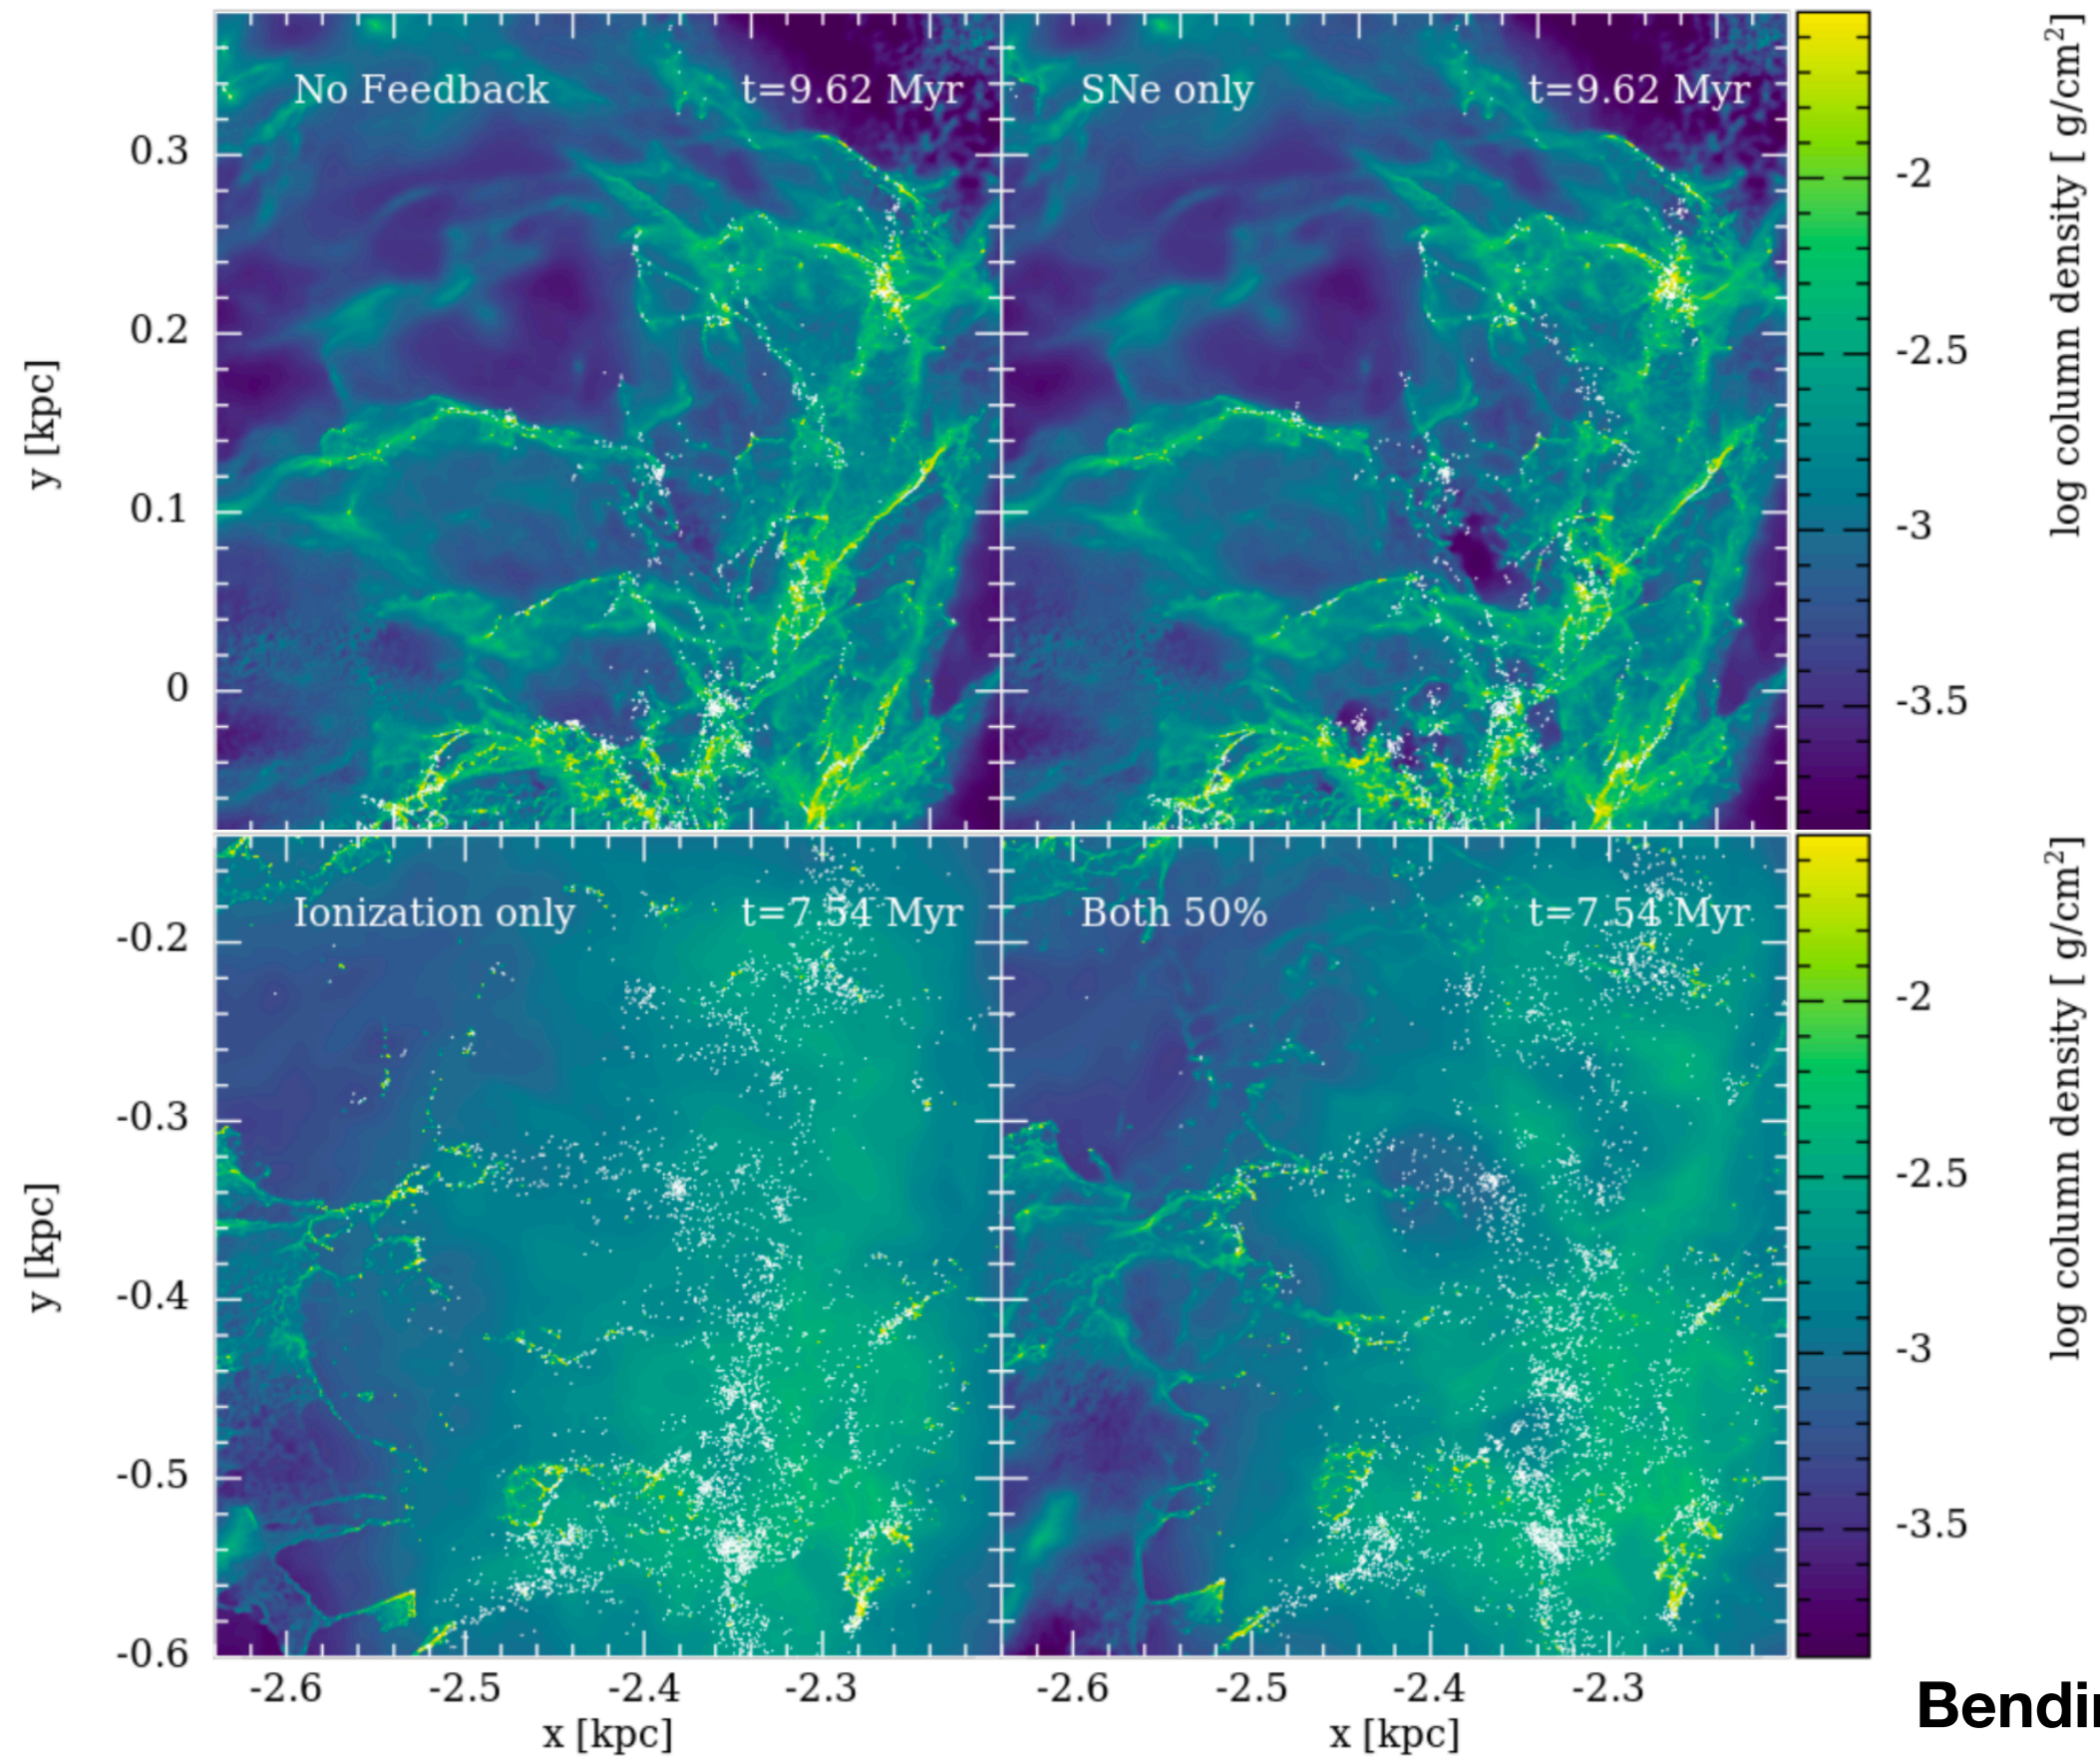 No Feedback t=9.62 Myr
SNe only t=9.62 Myr
y [kpc]
0.3
0.2
0.1
0
-2
-2.5
-3
-3.5
log column density [ g/cm²]
Ionization only t=7.54 Myr
Both 50% t=7.54 Myr
y [kpc]
-0.2
-0.3
-0.4
-0.5
-0.6
-2
-2.5
-3
-3.5
log column density [ g/cm²]
-2.6 -2.5 -2.4 -2.3
-2.6 -2.5 -2.4 -2.3
x [kpc]
x [kpc]